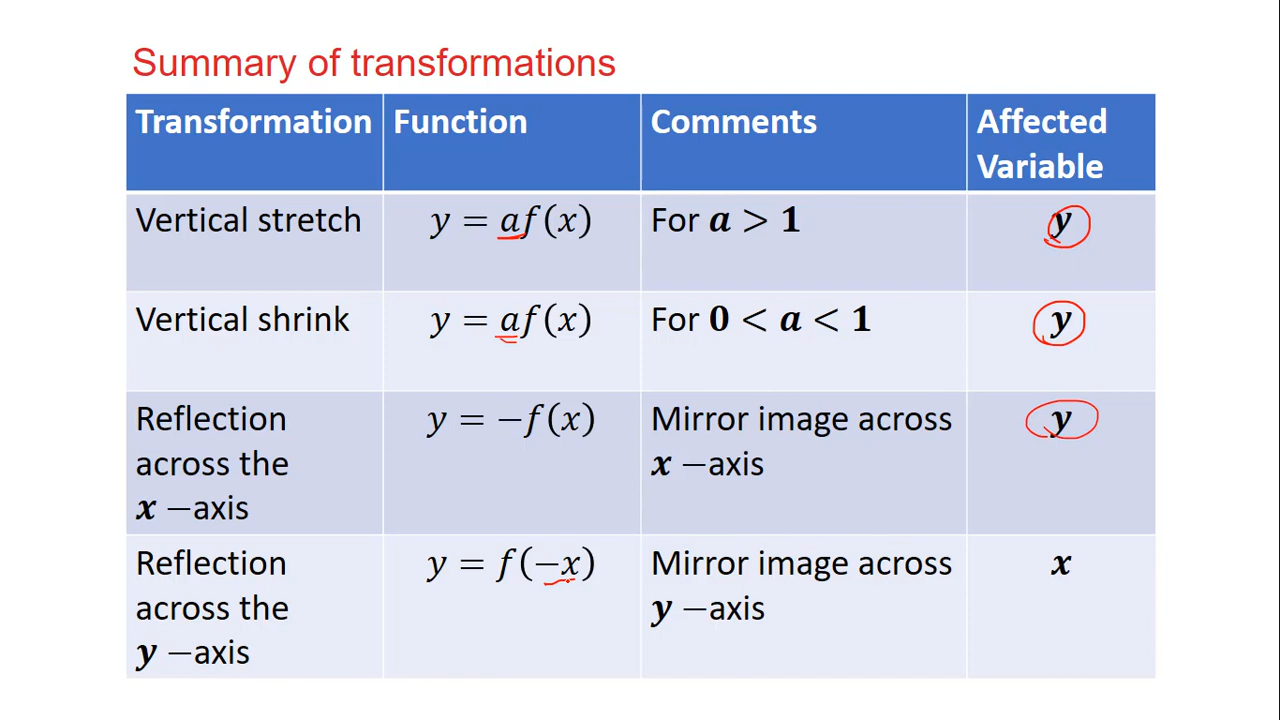 Summary of transformations
Transformation Function Comments Affected
Variable
Vertical stretch y = af(x) For a > 1 y
Vertical shrink y = af(x) For 0 < a < 1 y
Reflection y = −f(x) Mirror image across y
across the x −axis
x −axis
Reflection y = f(−x) Mirror image across x
across the y −axis
y −axis